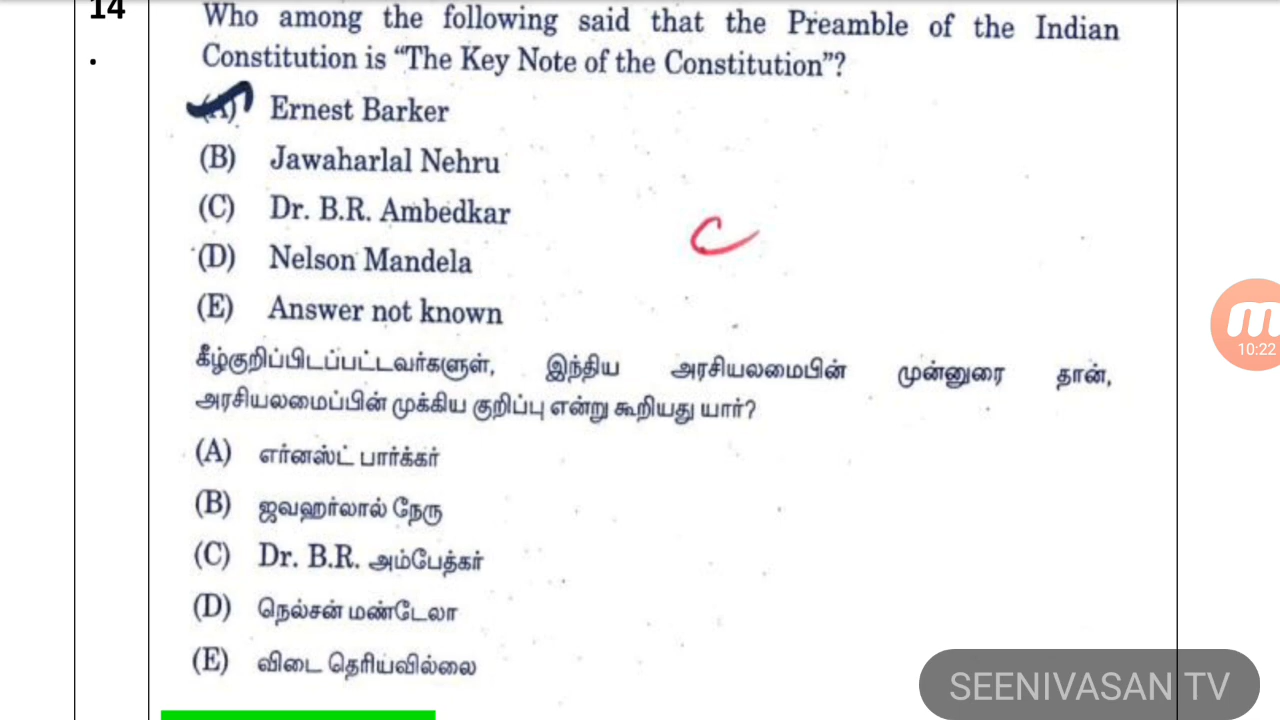 14
.
Who among the following said that the Preamble of the Indian
Constitution is “The Key Note of the Constitution”?
(A) Ernest Barker
(B) Jawaharlal Nehru
(C) Dr. B.R. Ambedkar
C
(D) Nelson Mandela
(E) Answer not known
10:22
கீழ்குறிப்பிடப்பட்டவர்களுள், இந்திய அரசியலமைபின் முன்னுரை தான்,
அரசியலமைப்பின் முக்கிய குறிப்பு என்று கூறியது யார்?
(A) எர்னஸ்ட் பார்க்கர்
(B) ஜவஹர்லால் நேரு
(C) Dr. B.R. அம்பேத்கர்
(D) நெல்சன் மண்டேலா
(E) விடை தெரியவில்லை
SEENIVASAN TV